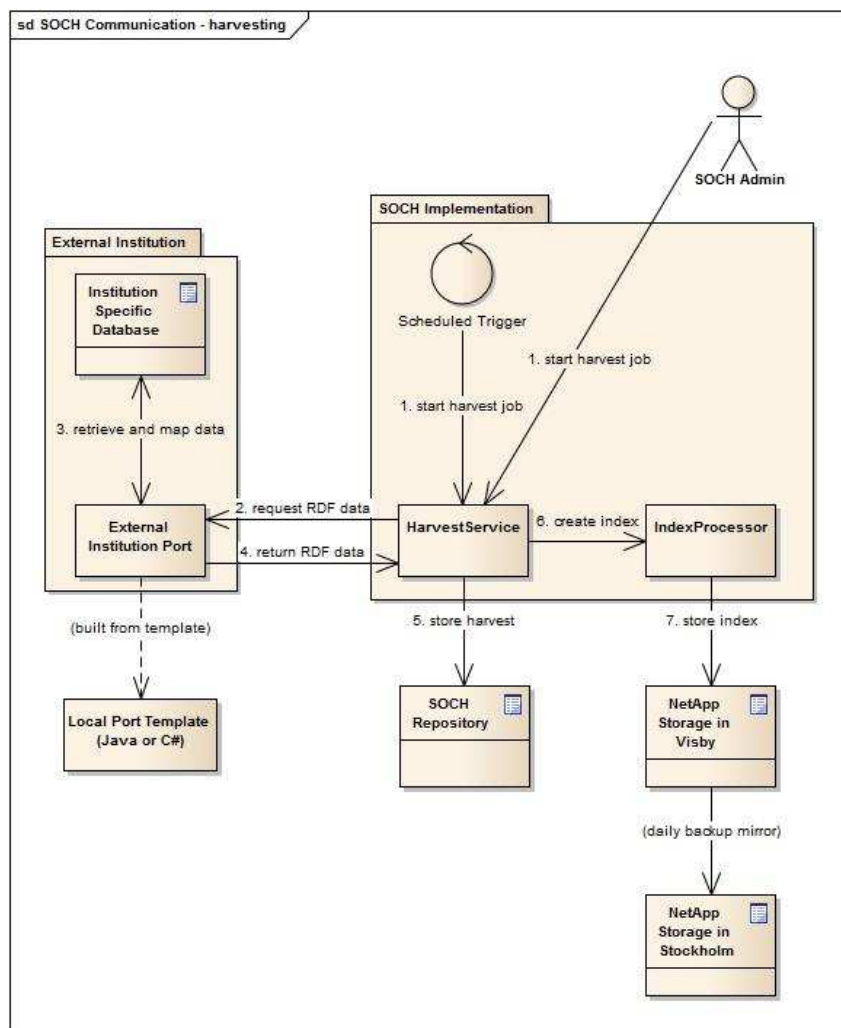 sd SOCH Communication - harvesting
SOCH Admin
SOCH Implementation
External Institution
Institution
Specific
Database
Scheduled Trigger
1. start harvest job
1. start harvest job
3. retrieve and map data
2. request RDF data
External
Institution Port
HarvestService
6. create index
IndexProcessor
4. return RDF data
(built from template)
5. store harvest
7. store index
Local Port Template
(Java or C#)
SOCH
Repository
NetApp
Storage in
Visby
(daily backup mirror)
NetApp
Storage in
Stockholm